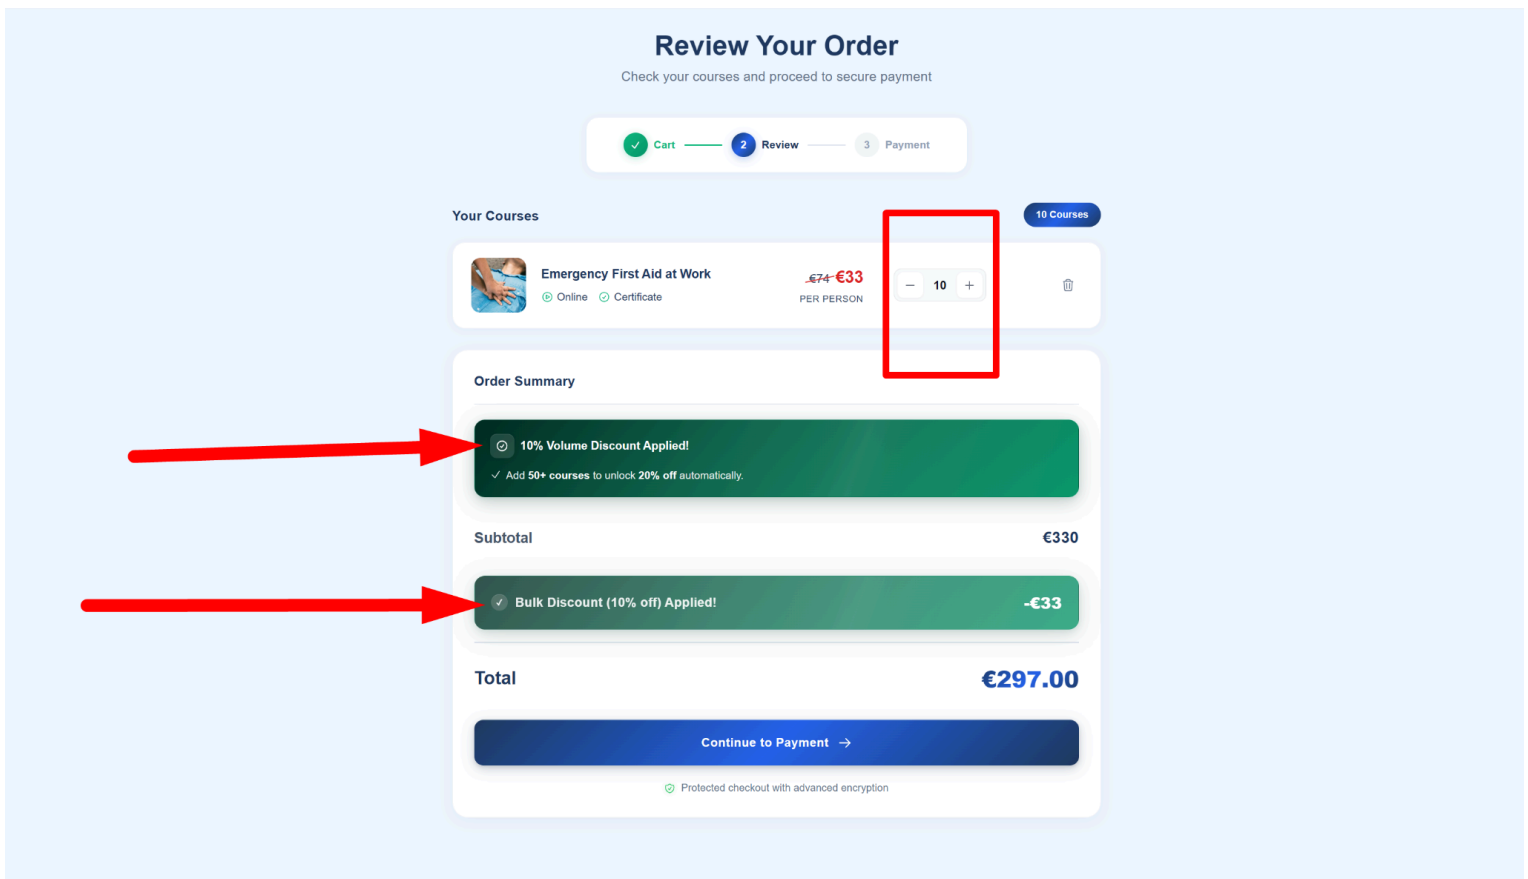 Review Your Order
Check your courses and proceed to secure payment
Cart
2 Review
3 Payment
Your Courses
10 Courses
Emergency First Aid at Work
Online Certificate
€74 €33
PER PERSON
− 10 +
Order Summary
10% Volume Discount Applied!
Add 50+ courses to unlock 20% off automatically.
Subtotal €330
Bulk Discount (10% off) Applied! -€33
Total €297.00
Continue to Payment →
Protected checkout with advanced encryption